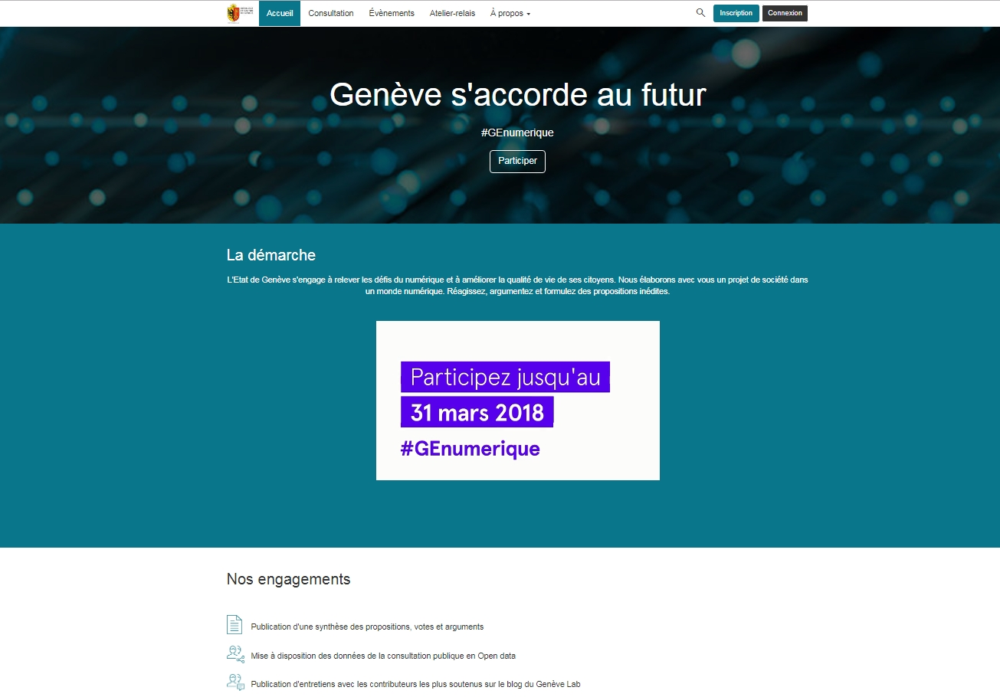 Accueil
Consultation
Évènements
Atelier-relais
À propos
Inscription
Connexion
Genève s'accorde au futur
#GEnumerique
Participer
La démarche
L'Etat de Genève s'engage à relever les défis du numérique et à améliorer la qualité de vie de ses citoyens. Nous élaborons avec vous un projet de société dans
un monde numérique. Réagissez, argumentez et formulez des propositions inédites.
Participez jusqu'au
31 mars 2018
#GEnumerique
Nos engagements
Publication d'une synthèse des propositions, votes et arguments
Mise à disposition des données de la consultation publique en Open data
Publication d'entretiens avec les contributeurs les plus soutenus sur le blog du Genève Lab